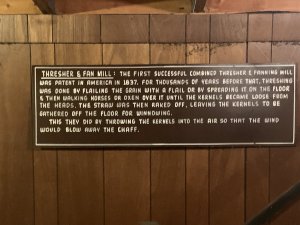 THRESHER & FAN MILL: THE FIRST SUCCESSFUL COMBINED THRESHER & FANNING MILL
WAS PATENT IN AMERICA IN 1837. FOR THOUSANDS OF YEARS BEFORE THAT, THRESHING
WAS DONE BY FLAILING THE GRAIN WITH A FLAIL OR BY SPREADING IT ON THE FLOOR
& THEN WALKING HORSES OR OXEN OVER IT UNTIL THE KERNELS BECAME LOOSE FROM
THE HEADS. THE STRAW WAS THEN RAKED OFF, LEAVING THE KERNELS TO BE
GATHERED OFF THE FLOOR FOR WINNOWING.
THIS THEY DID BY THROWING THE KERNELS INTO THE AIR SO THAT THE WIND
WOULD BLOW AWAY THE CHAFF.